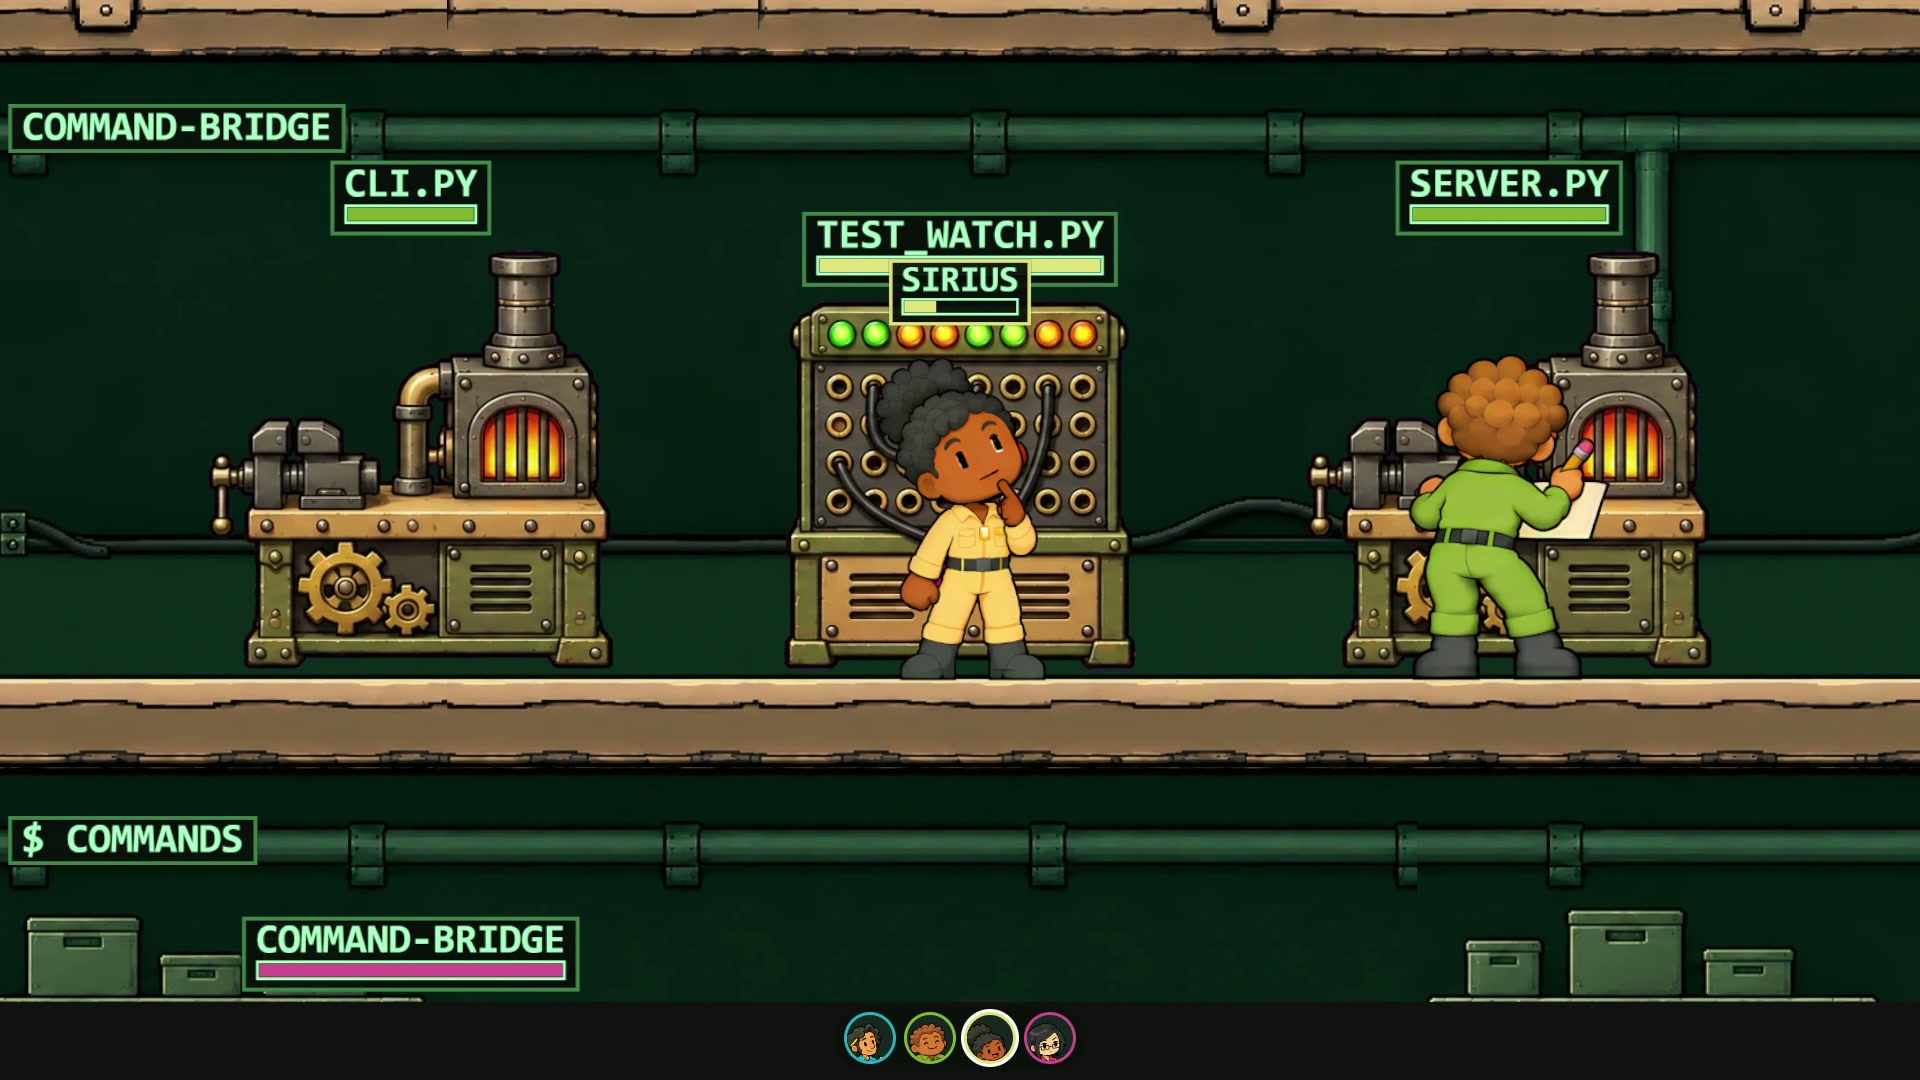 COMMAND-BRIDGE
CLI.PY
SERVER.PY
TEST_WATCH.PY
SIRIUS
$ COMMANDS
COMMAND-BRIDGE